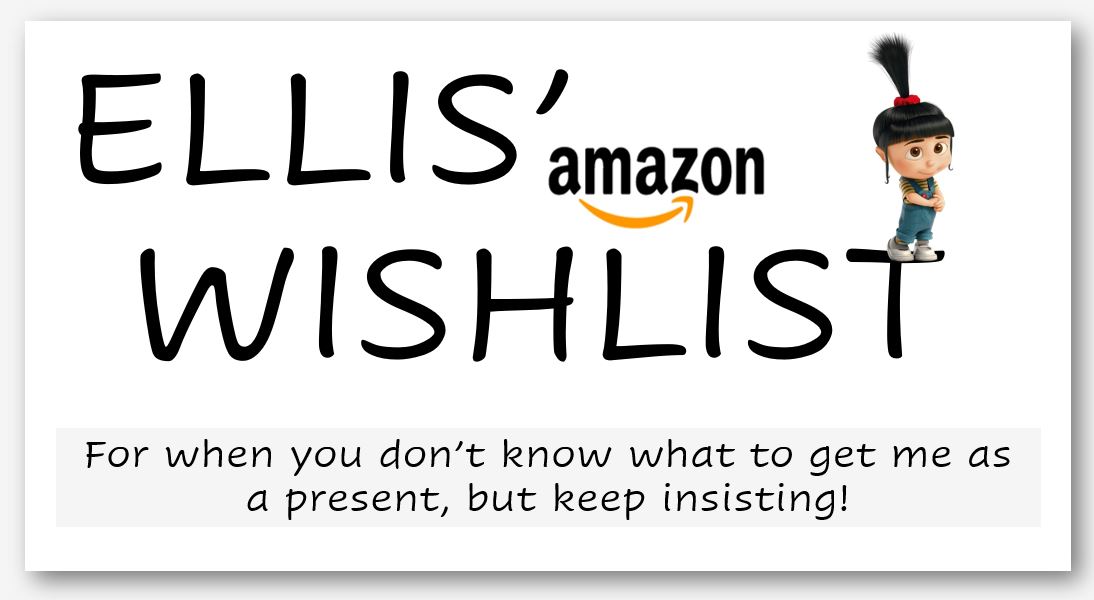 ELLIS’
amazon
WISHLIST
For when you don’t know what to get me as
a present, but keep insisting!